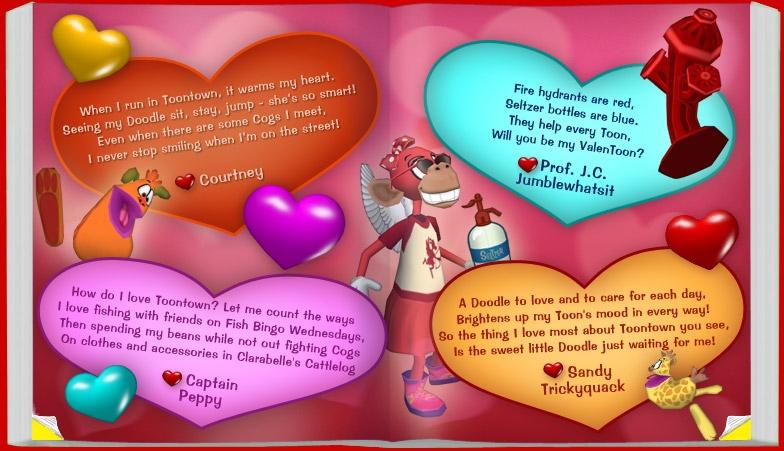 When I run in Toontown, it warms my heart.
Seeing my Doodle sit, stay, jump - she's so smart!
Even when there are some Cogs I meet,
I never stop smiling when I'm on the street!
Courtney
Fire hydrants are red,
Seltzer bottles are blue.
They help every Toon,
Will you be my ValenToon?
Prof. J.C.
Jumblewhatsit
Seltzer
How do I love Toontown? Let me count the ways
I love fishing with friends on Fish Bingo Wednesdays,
Then spending my beans while not out fighting Cogs
On clothes and accessories in Clarabelle's Cattlelog
Captain
Peppy
A Doodle to love and to care for each day,
Brightens up my Toon's mood in every way!
So the thing I love most about Toontown you see,
Is the sweet little Doodle just waiting for me!
Sandy
Trickyquack